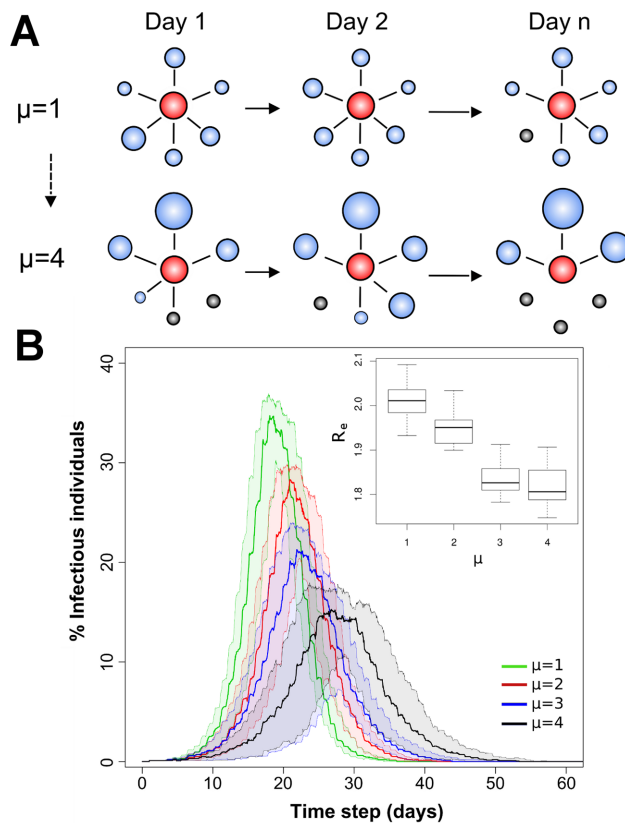 A
Day 1 Day 2 Day n
μ=1
μ=4
B
% Infectious individuals
40
30
20
10
0
0 10 20 30 40 50 60
Time step (days)
Re
2.1
2.0
1.9
1.8
1 2 3 4
μ
μ=1
μ=2
μ=3
μ=4